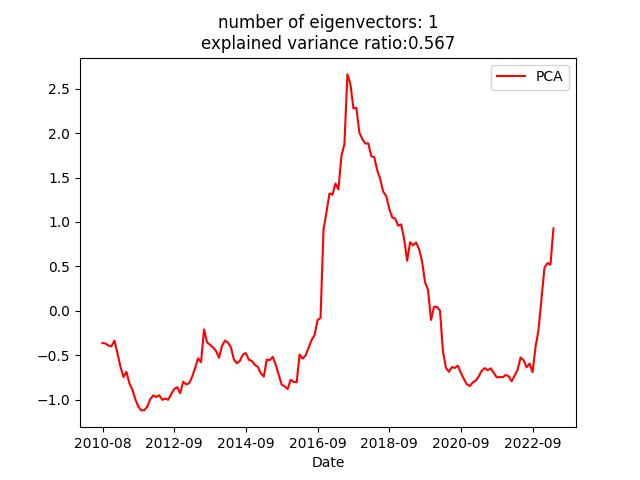 number of eigenvectors: 1
explained variance ratio:0.567
PCA
2.5
2.0
1.5
1.0
0.5
0.0
−0.5
−1.0
2010-08 2012-09 2014-09 2016-09 2018-09 2020-09 2022-09
Date